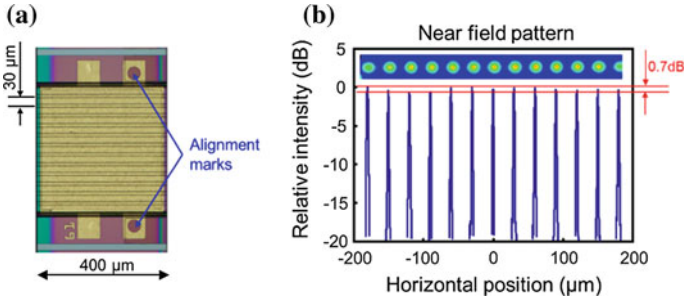 (a)
30 µm
Alignment
marks
400 µm
(b)
Near field pattern
Relative intensity (dB)
5
0
-5
-10
-15
-20
0.7dB
-200
-100
0
100
200
Horizontal position (µm)